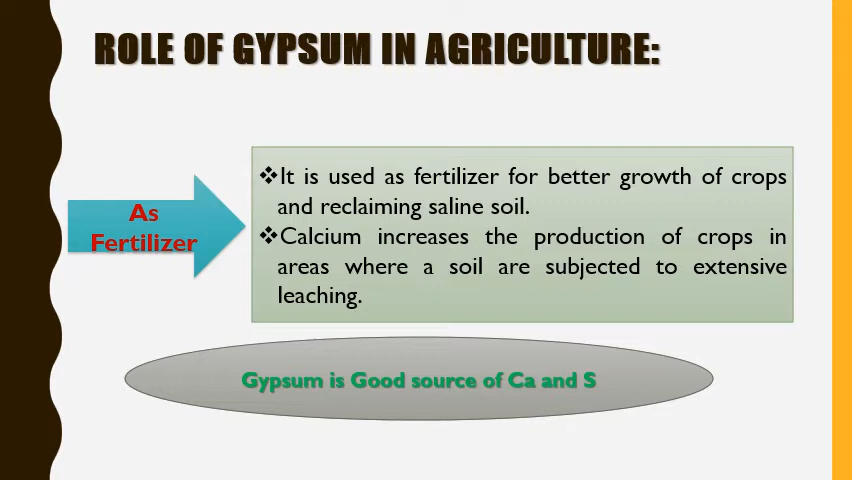 ROLE OF GYPSUM IN AGRICULTURE:
As
Fertilizer
❖It is used as fertilizer for better growth of crops
and reclaiming saline soil.
❖Calcium increases the production of crops in
areas where a soil are subjected to extensive
leaching.
Gypsum is Good source of Ca and S